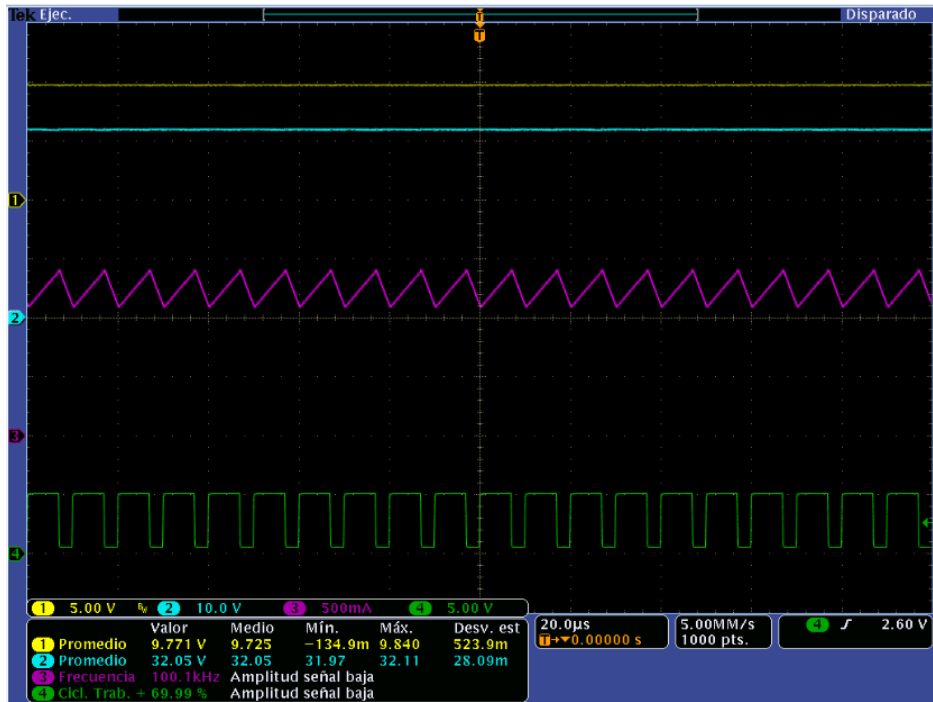 Tek Ejec. T Disparado
T
1
2
3
4
1 5.00 V BW 2 10.0 V 3 500mA 4 5.00 V
Valor Medio Mín. Máx. Desv. est
1 Promedio 9.771 V 9.725 −134.9m 9.840 523.9m
2 Promedio 32.05 V 32.05 31.97 32.11 28.09m
3 Frecuencia 100.1kHz Amplitud señal baja
4 Cicl. Trab. + 69.99 % Amplitud señal baja
20.0µs
T→▼0.00000 s
5.00MM/s
1000 pts.
4 2.60 V